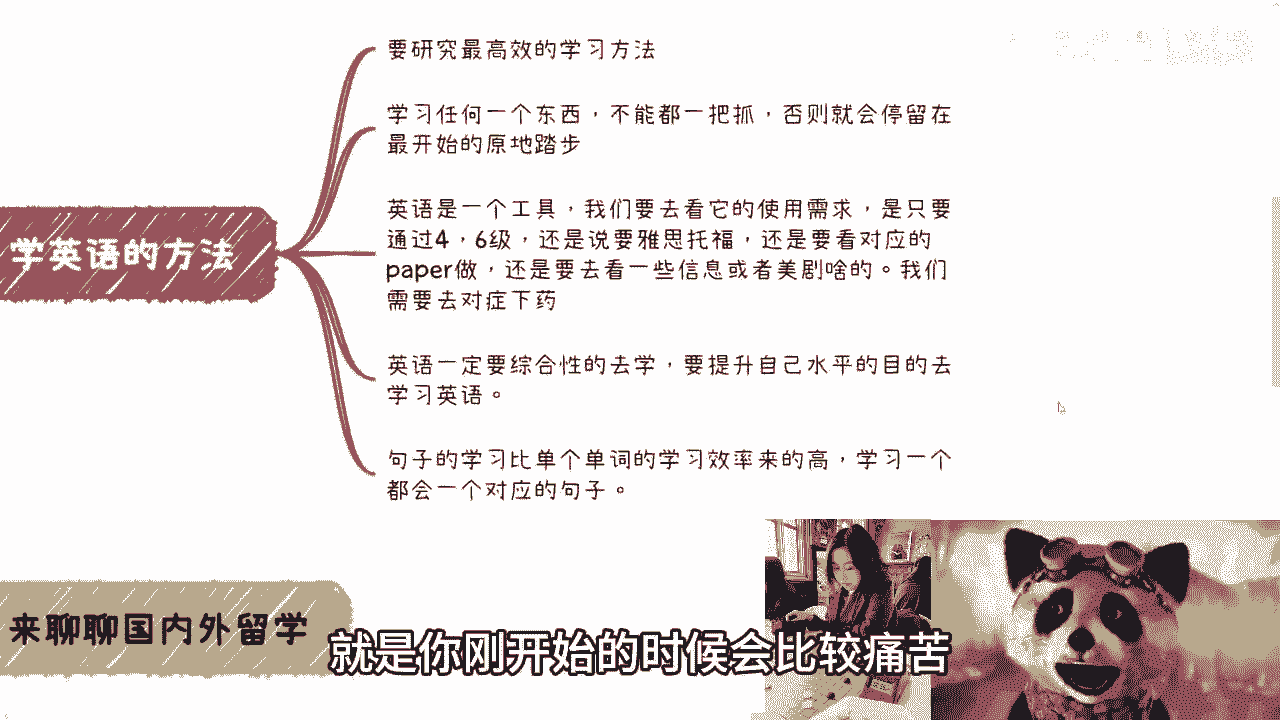 要研究最高效的学习方法
学习任何一个东西，不能都一把抓，否则就会停留在
最开始的原地踏步
英语是一个工具，我们要去看它的使用需求，是只要
通过4，6级，还是说要雅思托福，还是要看对应的
paper做，还是要去看一些信息或者美剧啥的。我们
需要去对症下药
学英语的方法
英语一定要综合性的去学，要提升自己水平的目的去
学习英语。
句子的学习比单个单词的学习效率来的高，学习一个
都会一个对应的句子。
来聊聊国内外留学
就是你刚开始的时候会比较痛苦